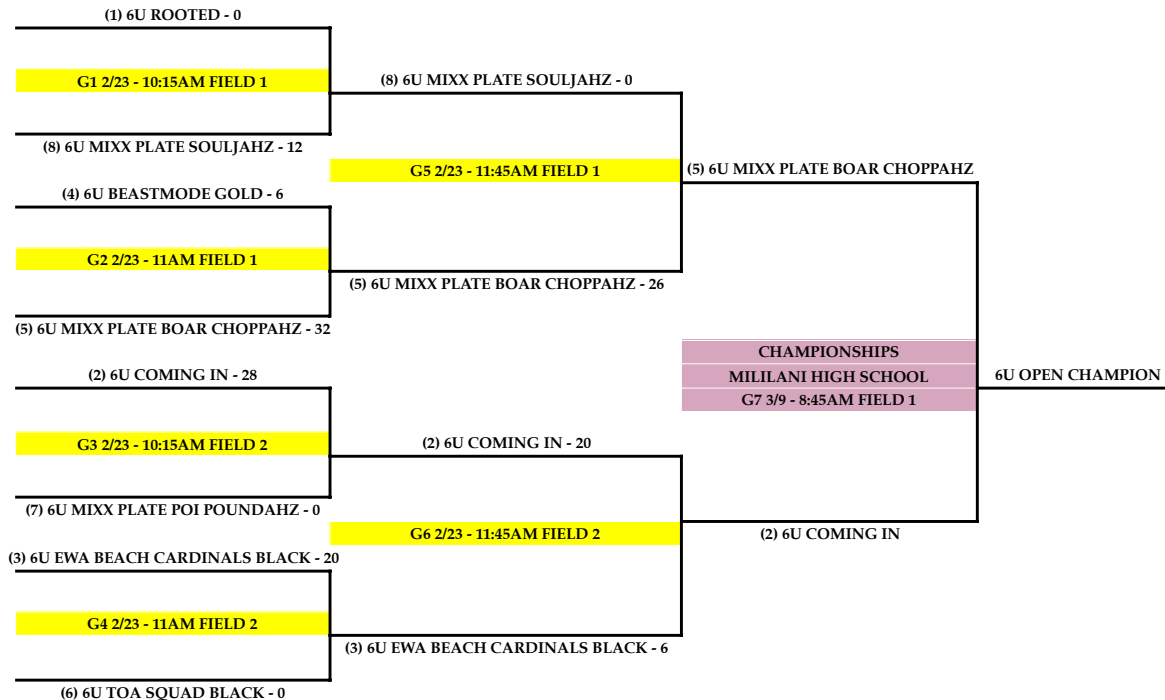 (1) 6U ROOTED - 0
G1 2/23 - 10:15AM FIELD 1
(8) 6U MIXX PLATE SOULJAHZ - 0
(8) 6U MIXX PLATE SOULJAHZ - 12
G5 2/23 - 11:45AM FIELD 1
(5) 6U MIXX PLATE BOAR CHOPPAHZ
(4) 6U BEASTMODE GOLD - 6
G2 2/23 - 11AM FIELD 1
(5) 6U MIXX PLATE BOAR CHOPPAHZ - 26
(5) 6U MIXX PLATE BOAR CHOPPAHZ - 32
CHAMPIONSHIPS
(2) 6U COMING IN - 28
MILILANI HIGH SCHOOL
6U OPEN CHAMPION
G7 3/9 - 8:45AM FIELD 1
G3 2/23 - 10:15AM FIELD 2
(2) 6U COMING IN - 20
(7) 6U MIXX PLATE POI POUNDAHZ - 0
G6 2/23 - 11:45AM FIELD 2
(2) 6U COMING IN
(3) 6U EWA BEACH CARDINALS BLACK - 20
G4 2/23 - 11AM FIELD 2
(3) 6U EWA BEACH CARDINALS BLACK - 6
(6) 6U TOA SQUAD BLACK - 0